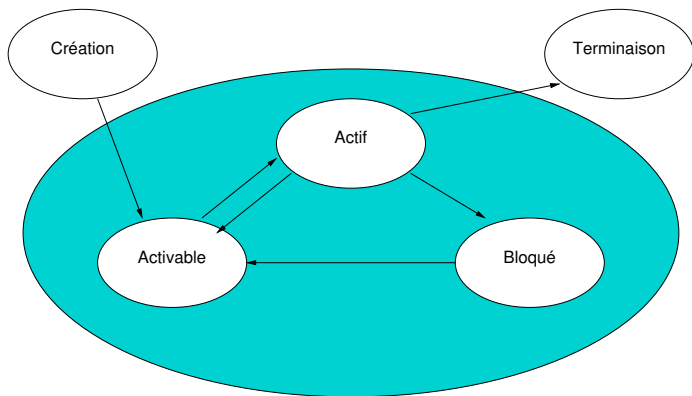 Création
Terminaison
Actif
Activable
Bloqué